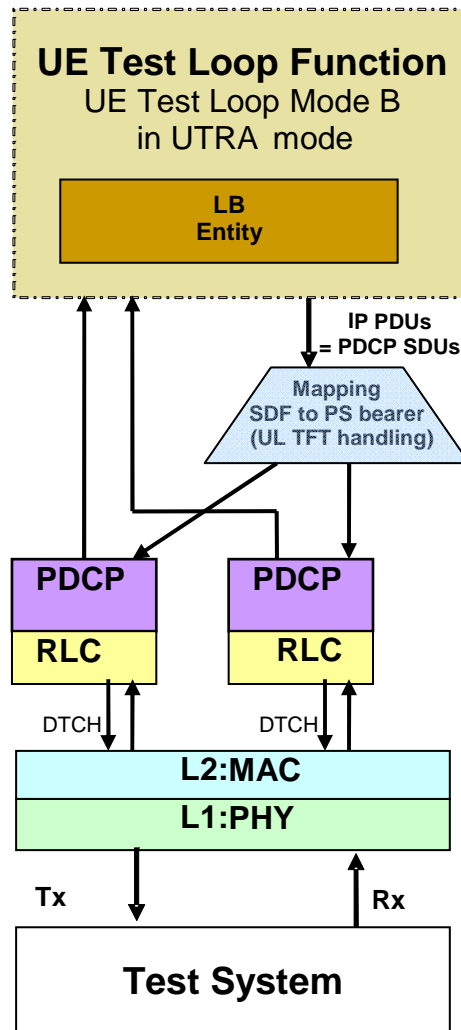 UE Test Loop Function
UE Test Loop Mode B
in UTRA mode
LB
Entity
IP PDUs
= PDCP SDUs
Mapping
SDF to PS bearer
(UL TFT handling)
PDCP
PDCP
RLC
RLC
DTCH
DTCH
L2:MAC
L1:PHY
Tx
Rx
Test System